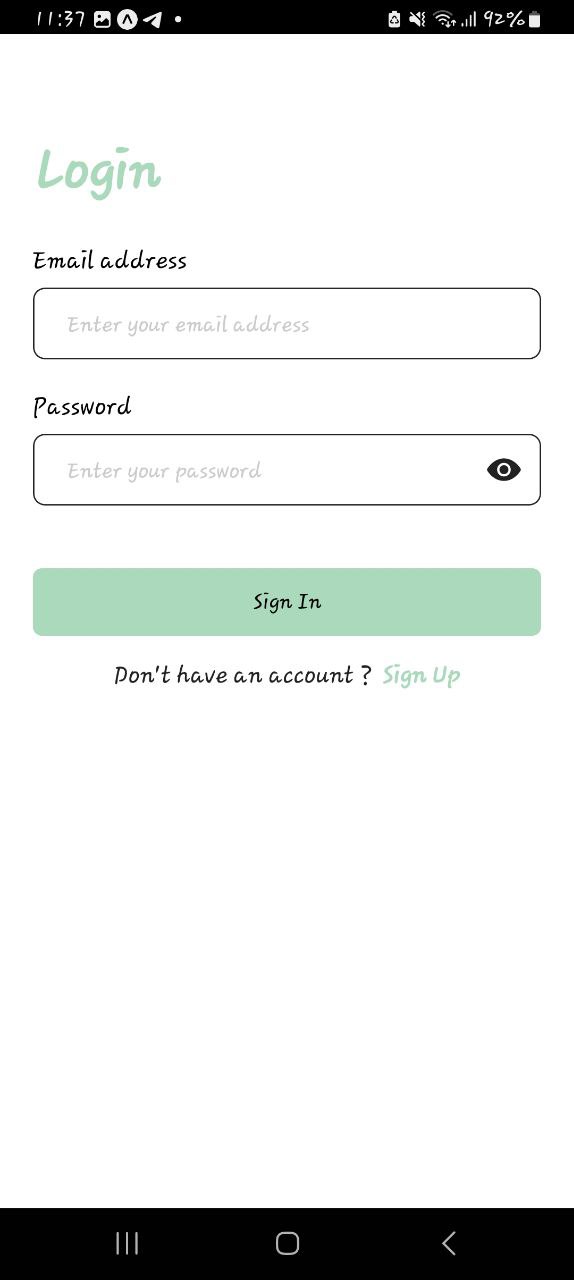 11:37 92%
Login
Email address
Enter your email address
Password
Enter your password
Sign In
Don't have an account ? Sign Up